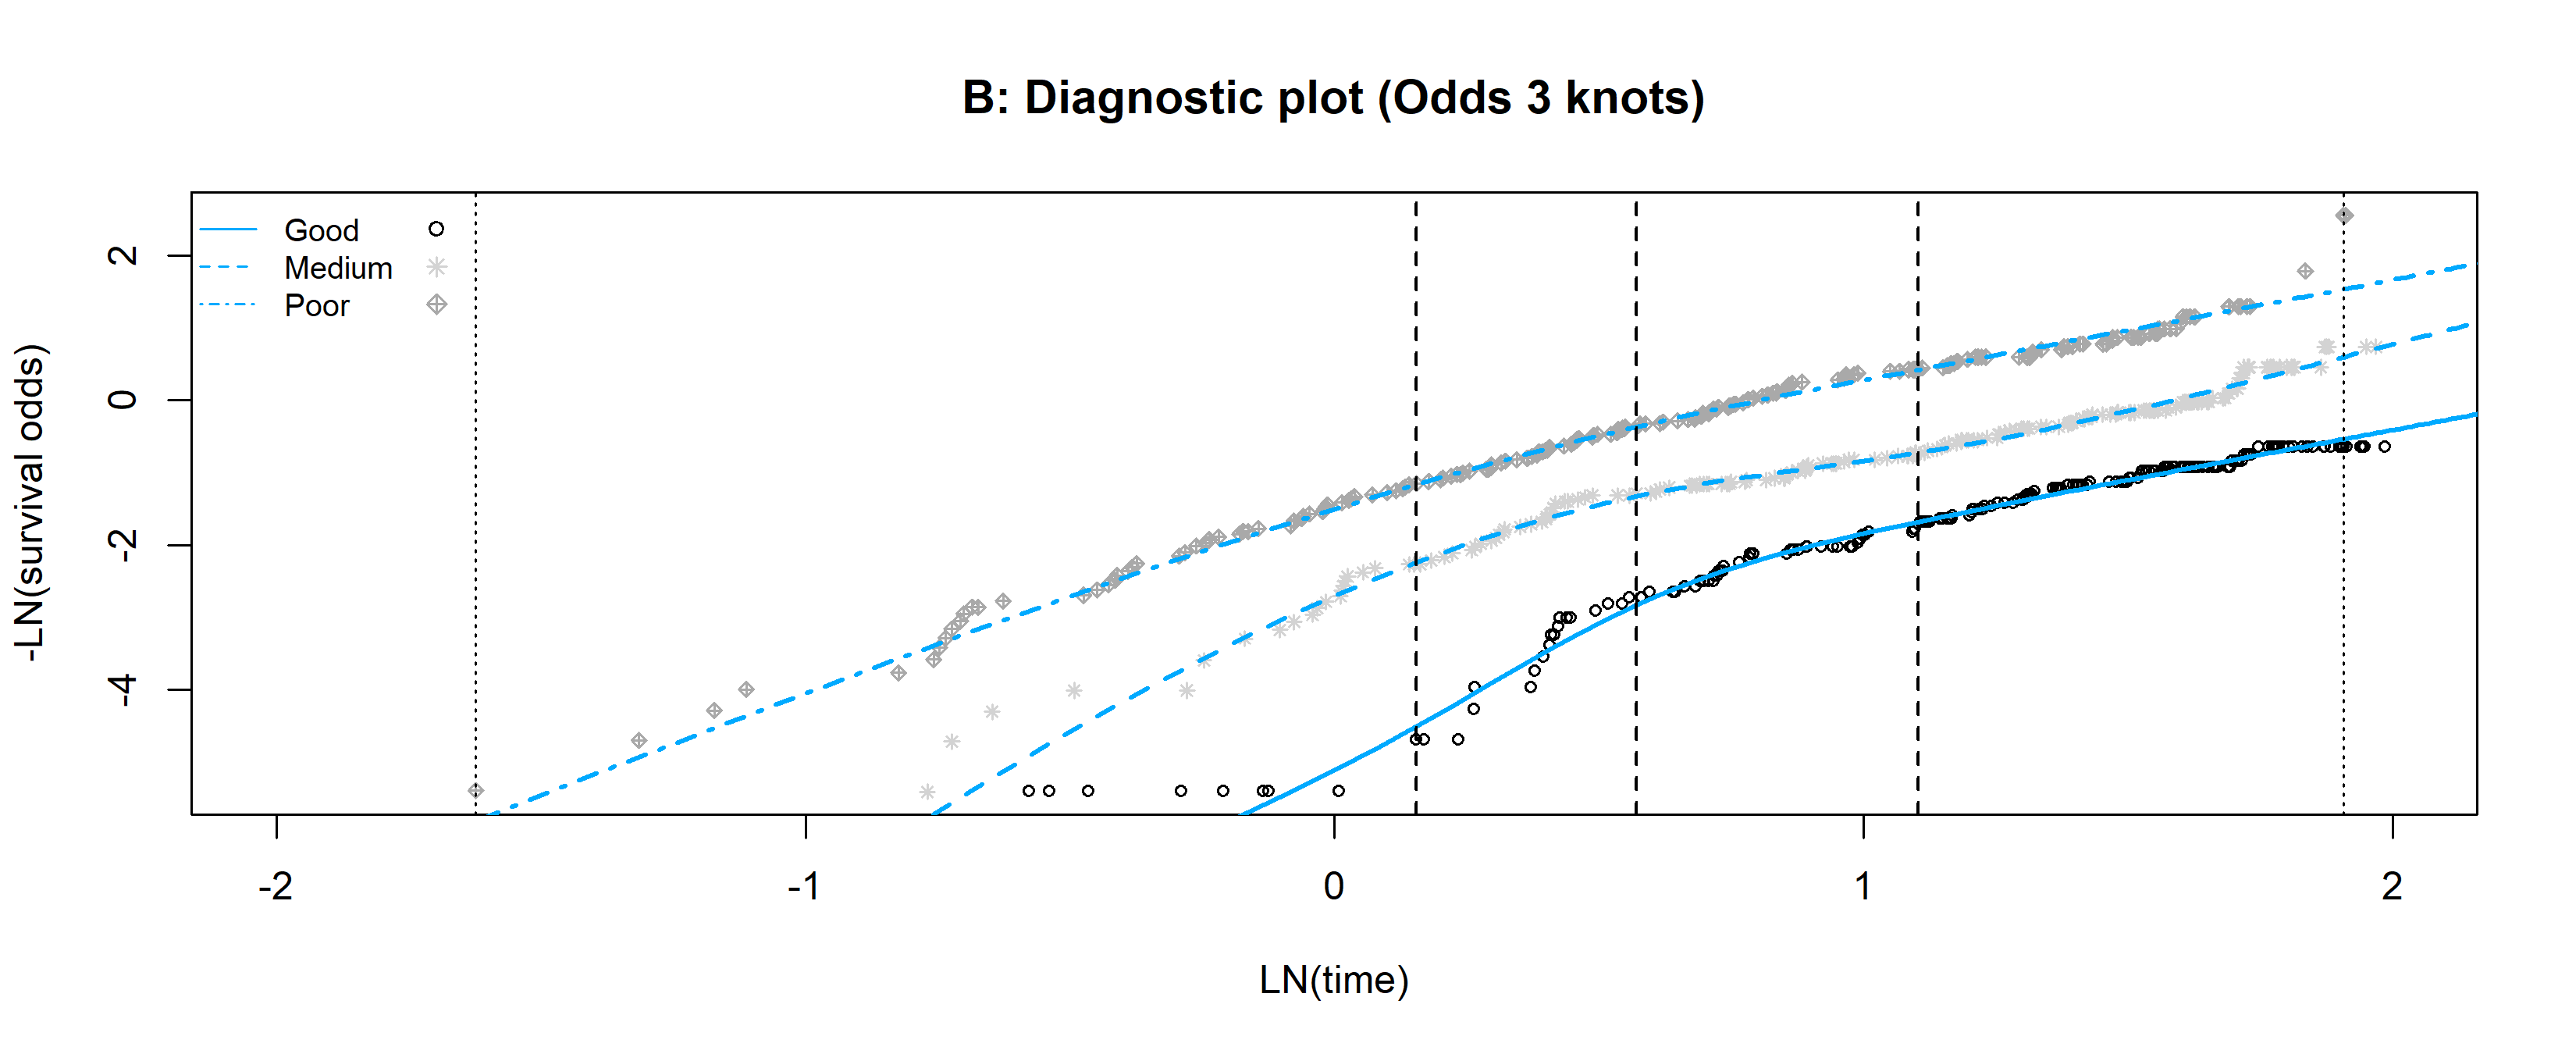 B: Diagnostic plot (Odds 3 knots)
Good
Medium
Poor
-LN(survival odds)
2
0
-2
-4
-2
-1
0
1
2
LN(time)